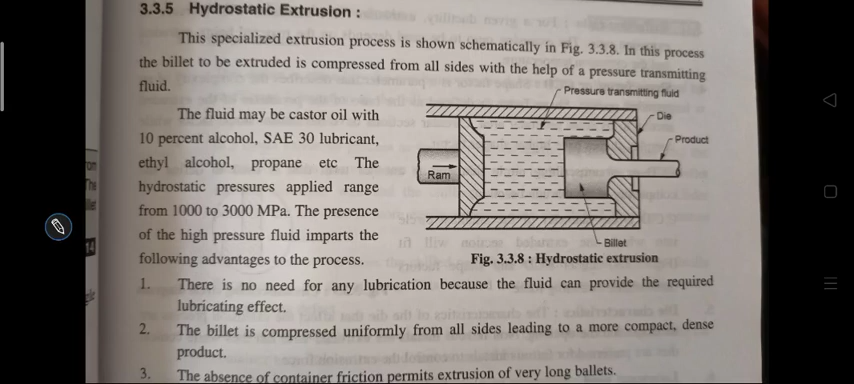 3.3.5 Hydrostatic Extrusion :
This specialized extrusion process is shown schematically in Fig. 3.3.8. In this process
the billet to be extruded is compressed from all sides with the help of a pressure transmitting
fluid.
The fluid may be castor oil with
10 percent alcohol, SAE 30 lubricant,
ethyl alcohol, propane etc The
hydrostatic pressures applied range
from 1000 to 3000 MPa. The presence
of the high pressure fluid imparts the
following advantages to the process.
Pressure transmitting fluid
Die
Product
Ram
Billet
Fig. 3.3.8 : Hydrostatic extrusion
1. There is no need for any lubrication because the fluid can provide the required
lubricating effect.
2. The billet is compressed uniformly from all sides leading to a more compact, dense
product.
3. The absence of container friction permits extrusion of very long ballets.